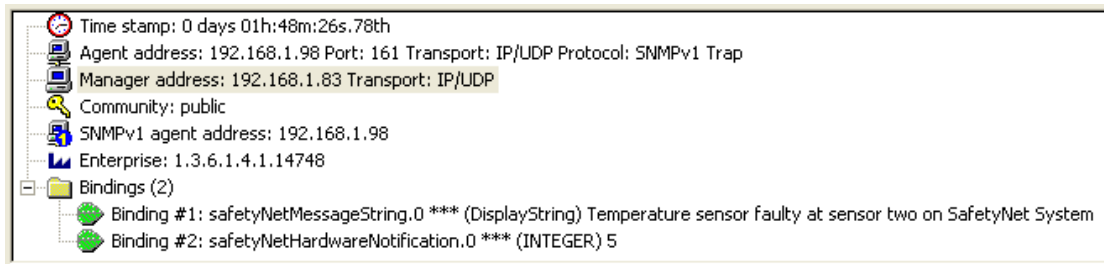 Time stamp: 0 days 01h:48m:26s.78th
Agent address: 192.168.1.98 Port: 161 Transport: IP/UDP Protocol: SNMPv1 Trap
Manager address: 192.168.1.83 Transport: IP/UDP
Community: public
SNMPv1 agent address: 192.168.1.98
Enterprise: 1.3.6.1.4.1.14748
Bindings (2)
Binding #1: safetyNetMessageString.0 *** (DisplayString) Temperature sensor faulty at sensor two on SafetyNet System
Binding #2: safetyNetHardwareNotification.0 *** (INTEGER) 5